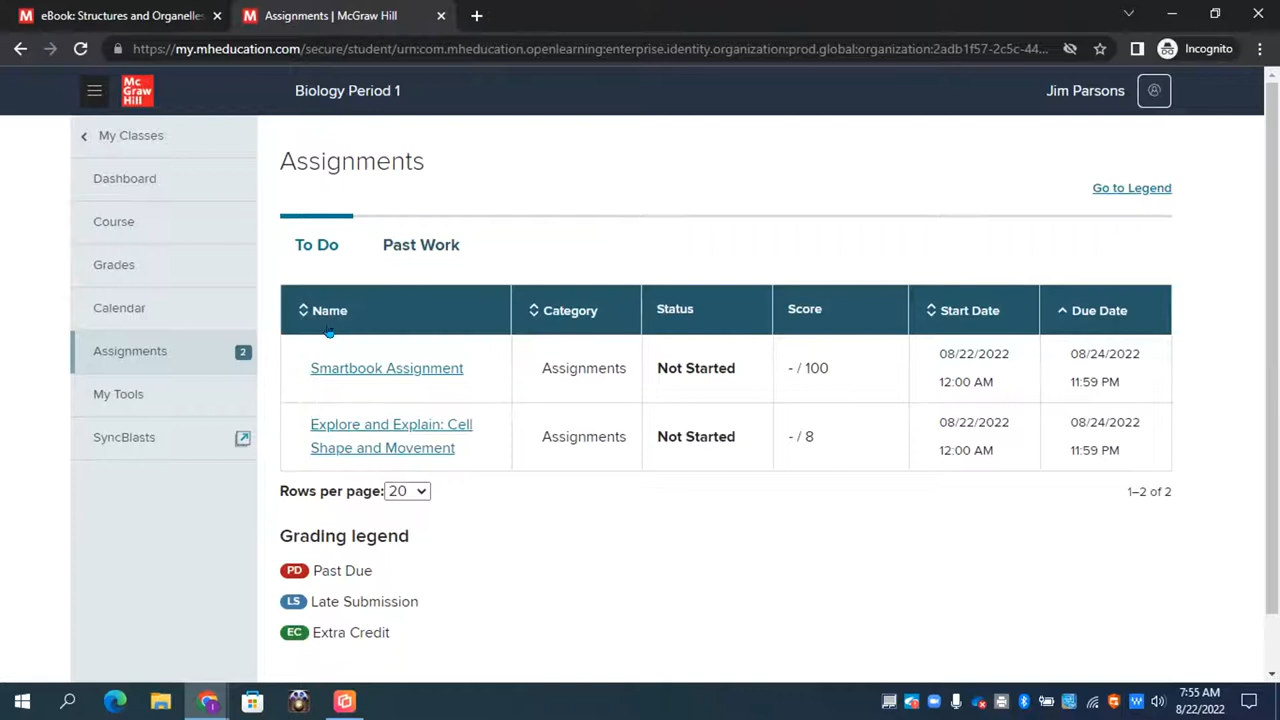 eBook: Structures and Organelles
Assignments | McGraw Hill
https://my.mheducation.com/secure/student/urn:com.mheducation.openlearning:enterprise.identity.organization:prod.global:organization:2adb1f57-2c5c-44...
Incognito
Mc
Graw
Hill
Biology Period 1
Jim Parsons
My Classes
Dashboard
Course
Grades
Calendar
Assignments 2
My Tools
SyncBlasts
Assignments
Go to Legend
To Do Past Work
Name Category Status Score Start Date Due Date
Smartbook Assignment Assignments Not Started - / 100 08/22/2022 12:00 AM 08/24/2022 11:59 PM
Explore and Explain: Cell
Shape and Movement Assignments Not Started - / 8 08/22/2022 12:00 AM 08/24/2022 11:59 PM
Rows per page: 20 1–2 of 2
Grading legend
PD Past Due
LS Late Submission
EC Extra Credit
7:55 AM
8/22/2022